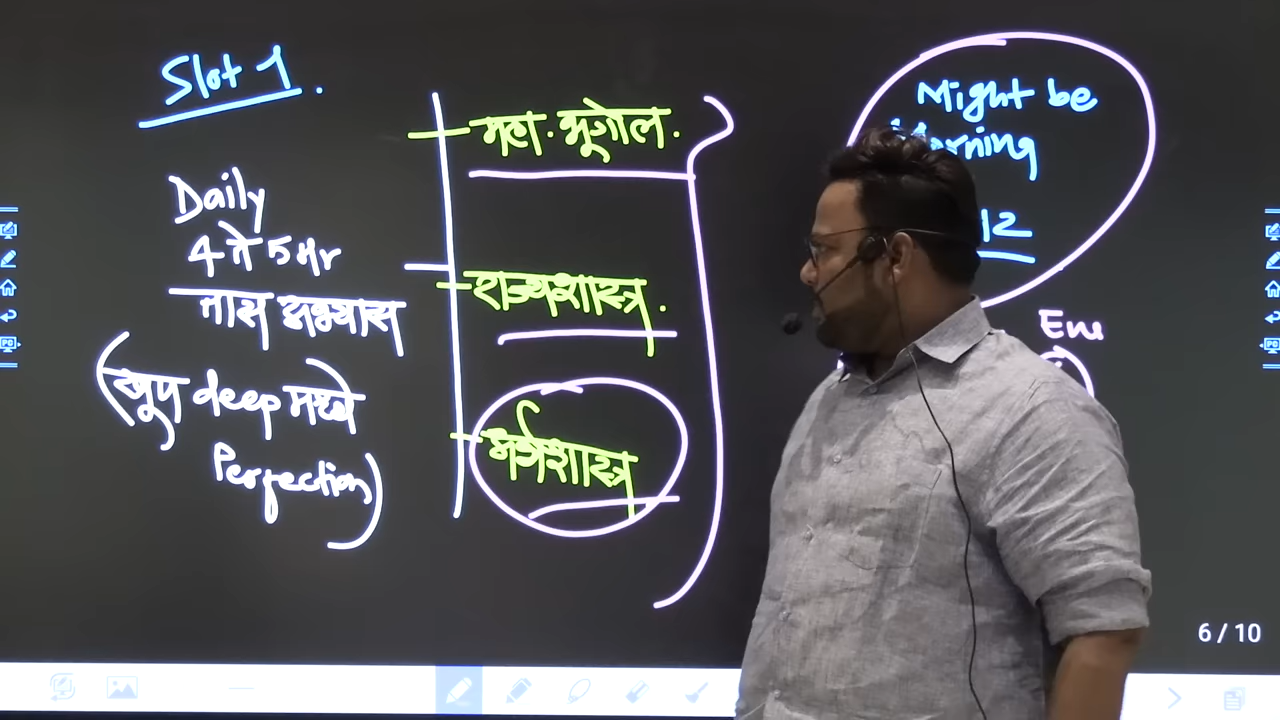 Slot 1.
Daily
4 ते 5 Hr
तास अभ्यास
(खूप deep मध्ये
Perfection)
महा. भूगोल.
राज्यशास्त्र.
अर्थशास्त्र
Might be
Morning
12
6 / 10